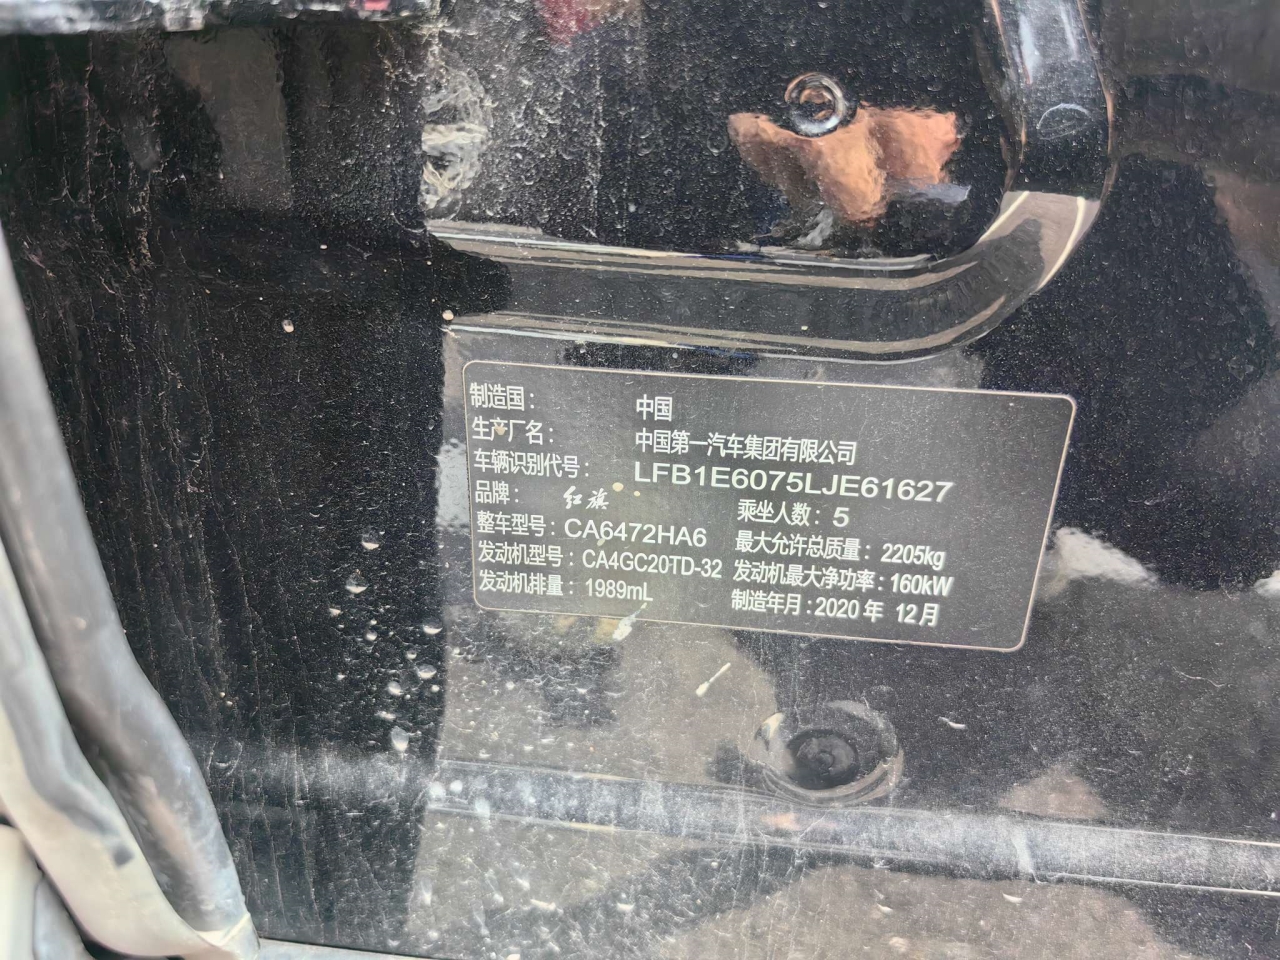 制造国： 中国
生产厂名： 中国第一汽车集团有限公司
车辆识别代号： LFB1E6075LJE61627
品牌： 红旗 乘坐人数：5
整车型号：CA6472HA6 最大允许总质量：2205kg
发动机型号：CA4GC20TD-32 发动机最大净功率：160kW
发动机排量：1989mL 制造年月：2020年 12月